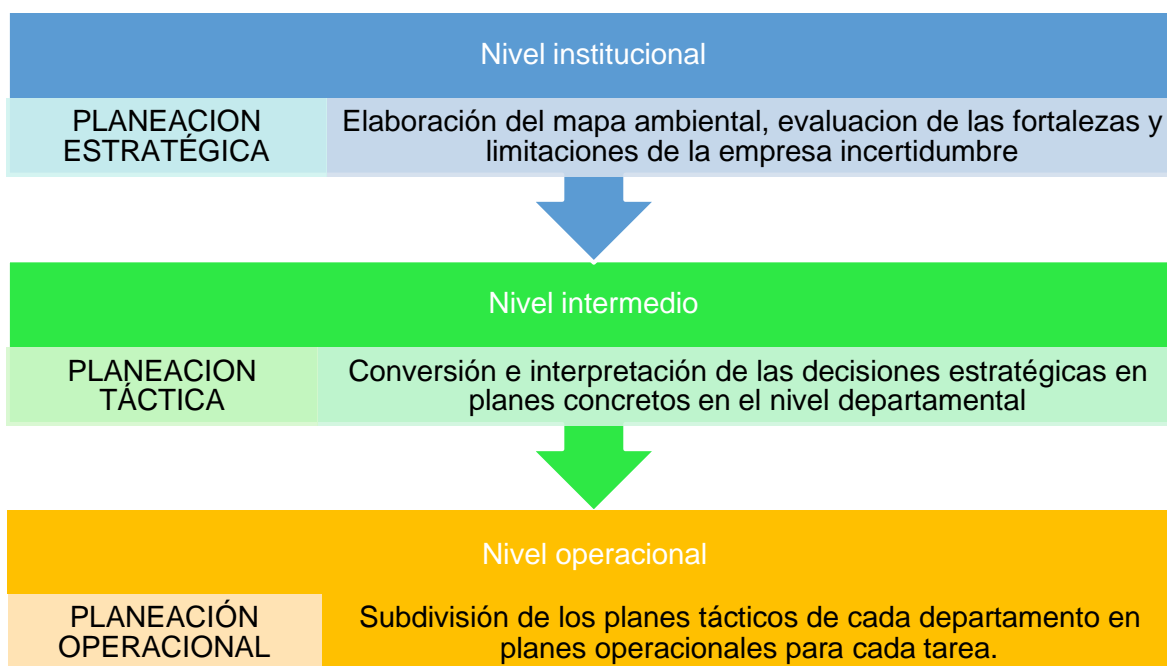 Nivel institucional
PLANEACION
ESTRATÉGICA
Elaboración del mapa ambiental, evaluacion de las fortalezas y
limitaciones de la empresa incertidumbre
Nivel intermedio
PLANEACION
TÁCTICA
Conversión e interpretación de las decisiones estratégicas en
planes concretos en el nivel departamental
Nivel operacional
PLANEACIÓN
OPERACIONAL
Subdivisión de los planes tácticos de cada departamento en
planes operacionales para cada tarea.